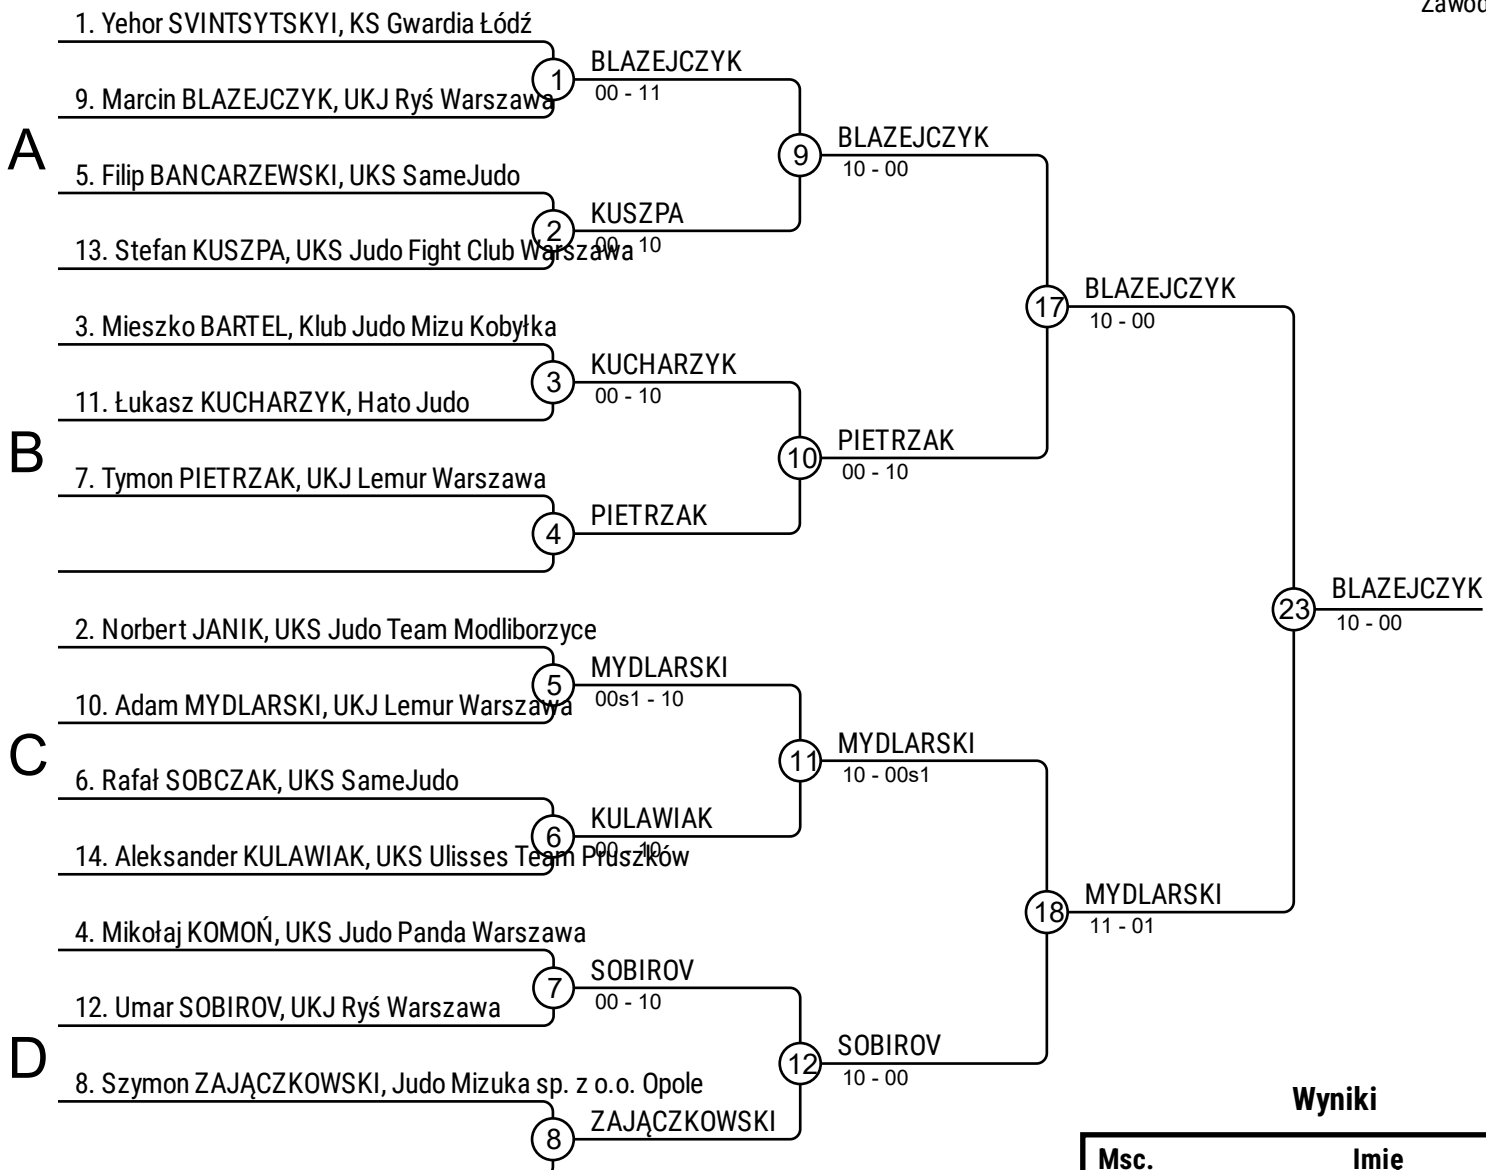 Zawod
1. Yehor SVINTSYTSKYI, KS Gwardia Łódź
1
BLAZEJCZYK
00 - 11
9. Marcin BLAZEJCZYK, UKJ Ryś Warszawa
A
9
BLAZEJCZYK
10 - 00
5. Filip BANCARZEWSKI, UKS SameJudo
2
KUSZPA
00 - 10
13. Stefan KUSZPA, UKS Judo Fight Club Warszawa
3. Mieszko BARTEL, Klub Judo Mizu Kobyłka
17
BLAZEJCZYK
10 - 00
3
KUCHARZYK
00 - 10
11. Łukasz KUCHARZYK, Hato Judo
B
10
PIETRZAK
00 - 10
7. Tymon PIETRZAK, UKJ Lemur Warszawa
4
PIETRZAK
23
BLAZEJCZYK
10 - 00
2. Norbert JANIK, UKS Judo Team Modliborzyce
5
MYDLARSKI
00s1 - 10
10. Adam MYDLARSKI, UKJ Lemur Warszawa
C
11
MYDLARSKI
10 - 00s1
6. Rafał SOBCZAK, UKS SameJudo
6
KULAWIAK
00 - 10
14. Aleksander KULAWIAK, UKS Ulisses Team Pruszków
18
MYDLARSKI
11 - 01
4. Mikołaj KOMOŃ, UKS Judo Panda Warszawa
7
SOBIROV
00 - 10
12. Umar SOBIROV, UKJ Ryś Warszawa
D
12
SOBIROV
10 - 00
8. Szymon ZAJĄCZKOWSKI, Judo Mizuka sp. z o.o. Opole
8
ZAJĄCZKOWSKI
Wyniki
Msc. Imię